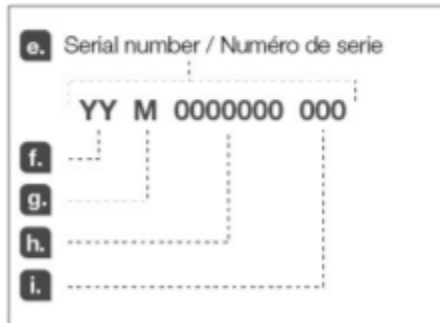 e. Serial number / Numéro de serie
YY M 0000000 000
f.
g.
h.
i.